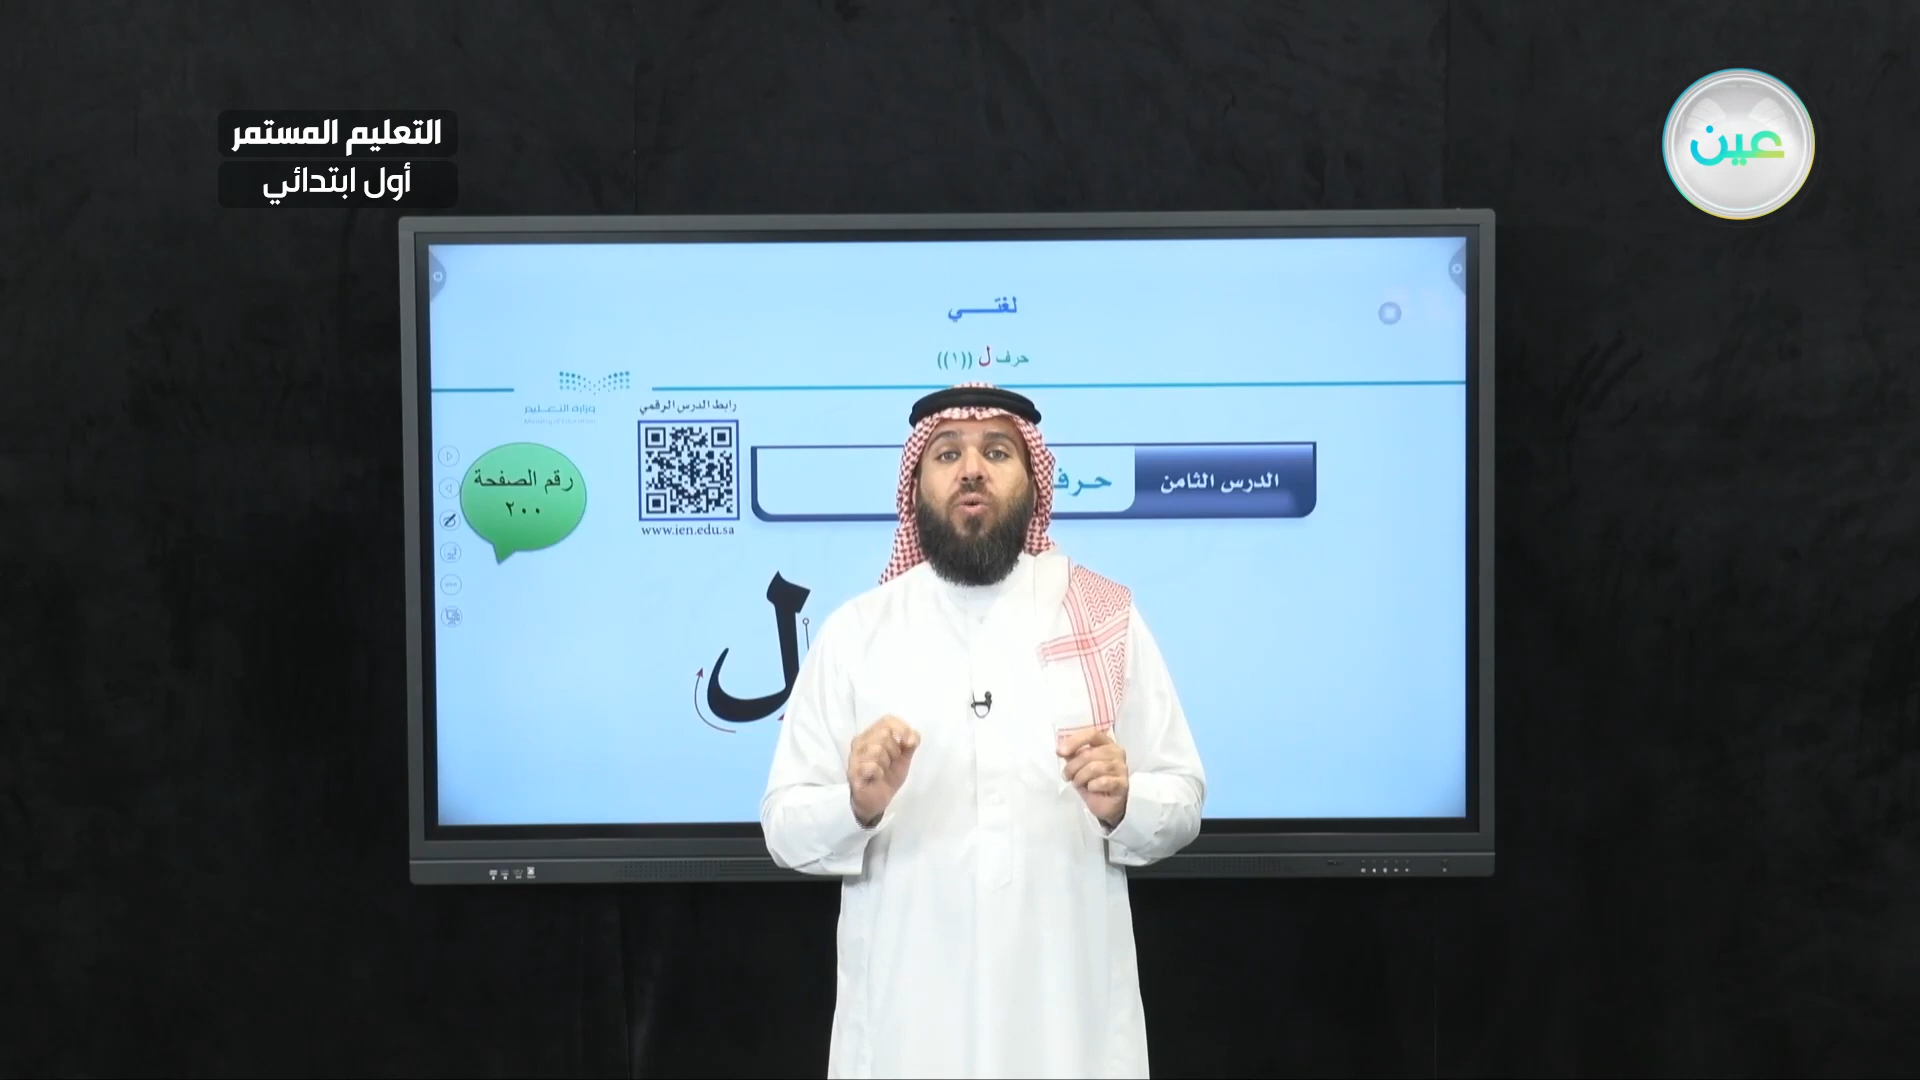 التعليم المستمر
أول ابتدائي
عين
لغتـــــي
حرف ل ((١))
وزارة التعليم
Ministry of Education
رابط الدرس الرقمي
www.ien.edu.sa
رقم الصفحة
٢٠٠
الدرس الثامن
حرف
ل